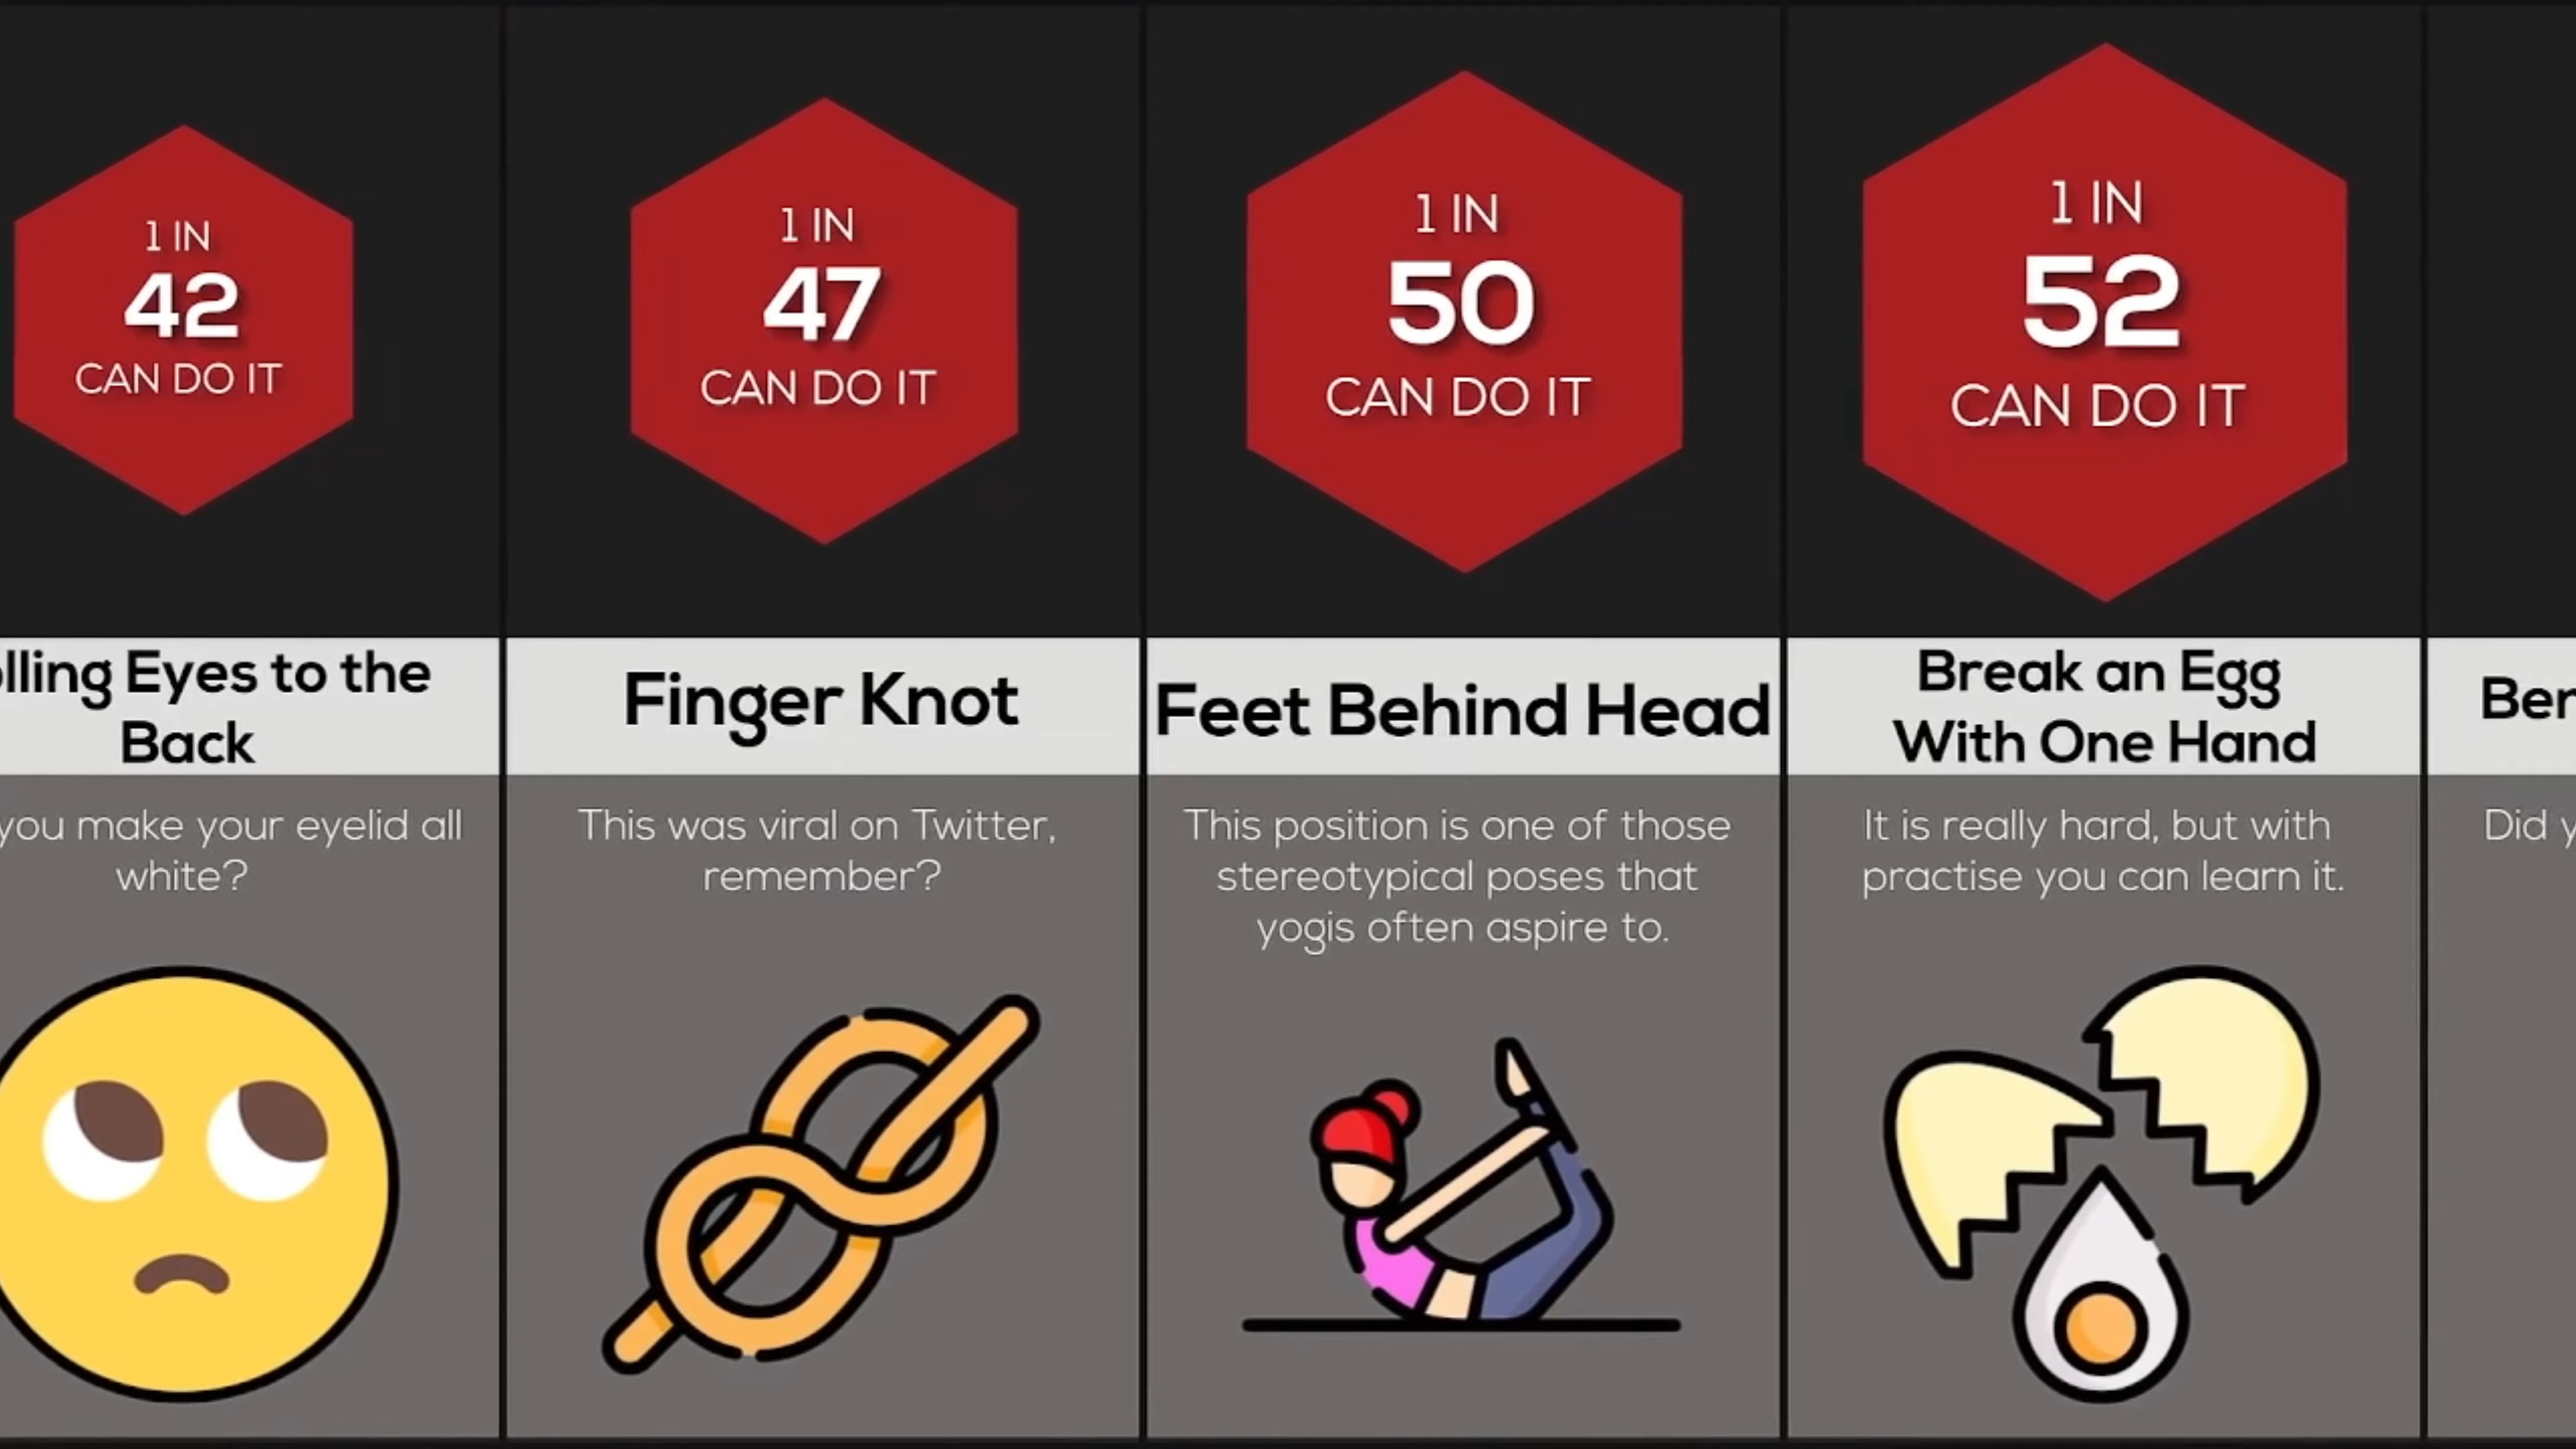 1 IN
42
CAN DO IT
lling Eyes to the
Back
you make your eyelid all
white?
1 IN
47
CAN DO IT
Finger Knot
This was viral on Twitter,
remember?
1 IN
50
CAN DO IT
Feet Behind Head
This position is one of those
stereotypical poses that
yogis often aspire to.
1 IN
52
CAN DO IT
Break an Egg
With One Hand
It is really hard, but with
practise you can learn it.
Ber
Did y